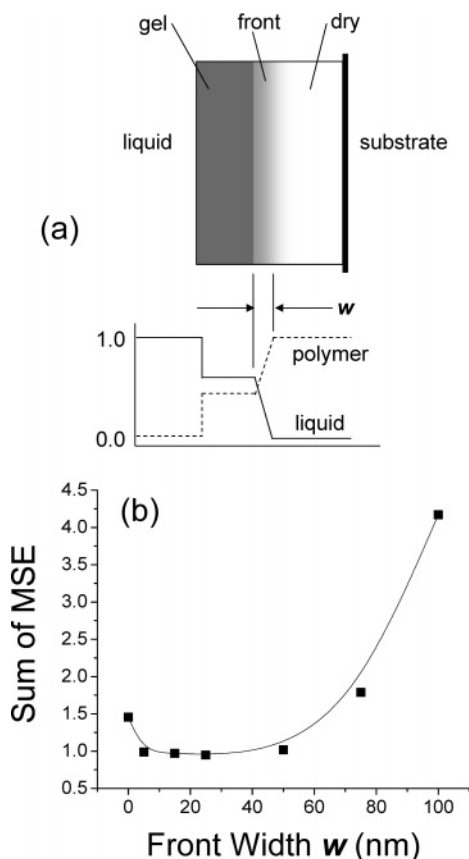 gel front dry
liquid substrate
(a)
w
1.0
polymer
0.0 liquid
(b)
4.5
4.0
3.5
3.0
2.5
2.0
1.5
1.0
0.5
Sum of MSE
0 20 40 60 80 100
Front Width w (nm)